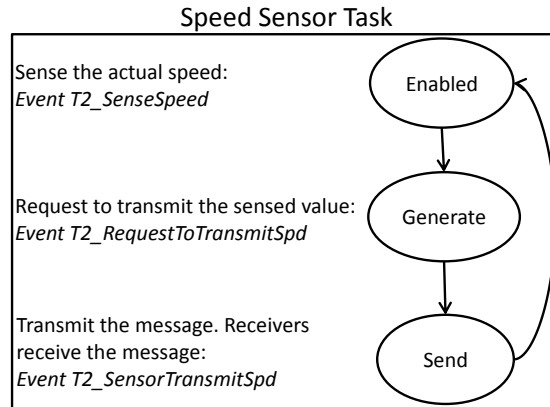 Speed Sensor Task
Sense the actual speed:
Event T2_SenseSpeed
Enabled
Request to transmit the sensed value:
Event T2_RequestToTransmitSpd
Generate
Transmit the message. Receivers
receive the message:
Event T2_SensorTransmitSpd
Send